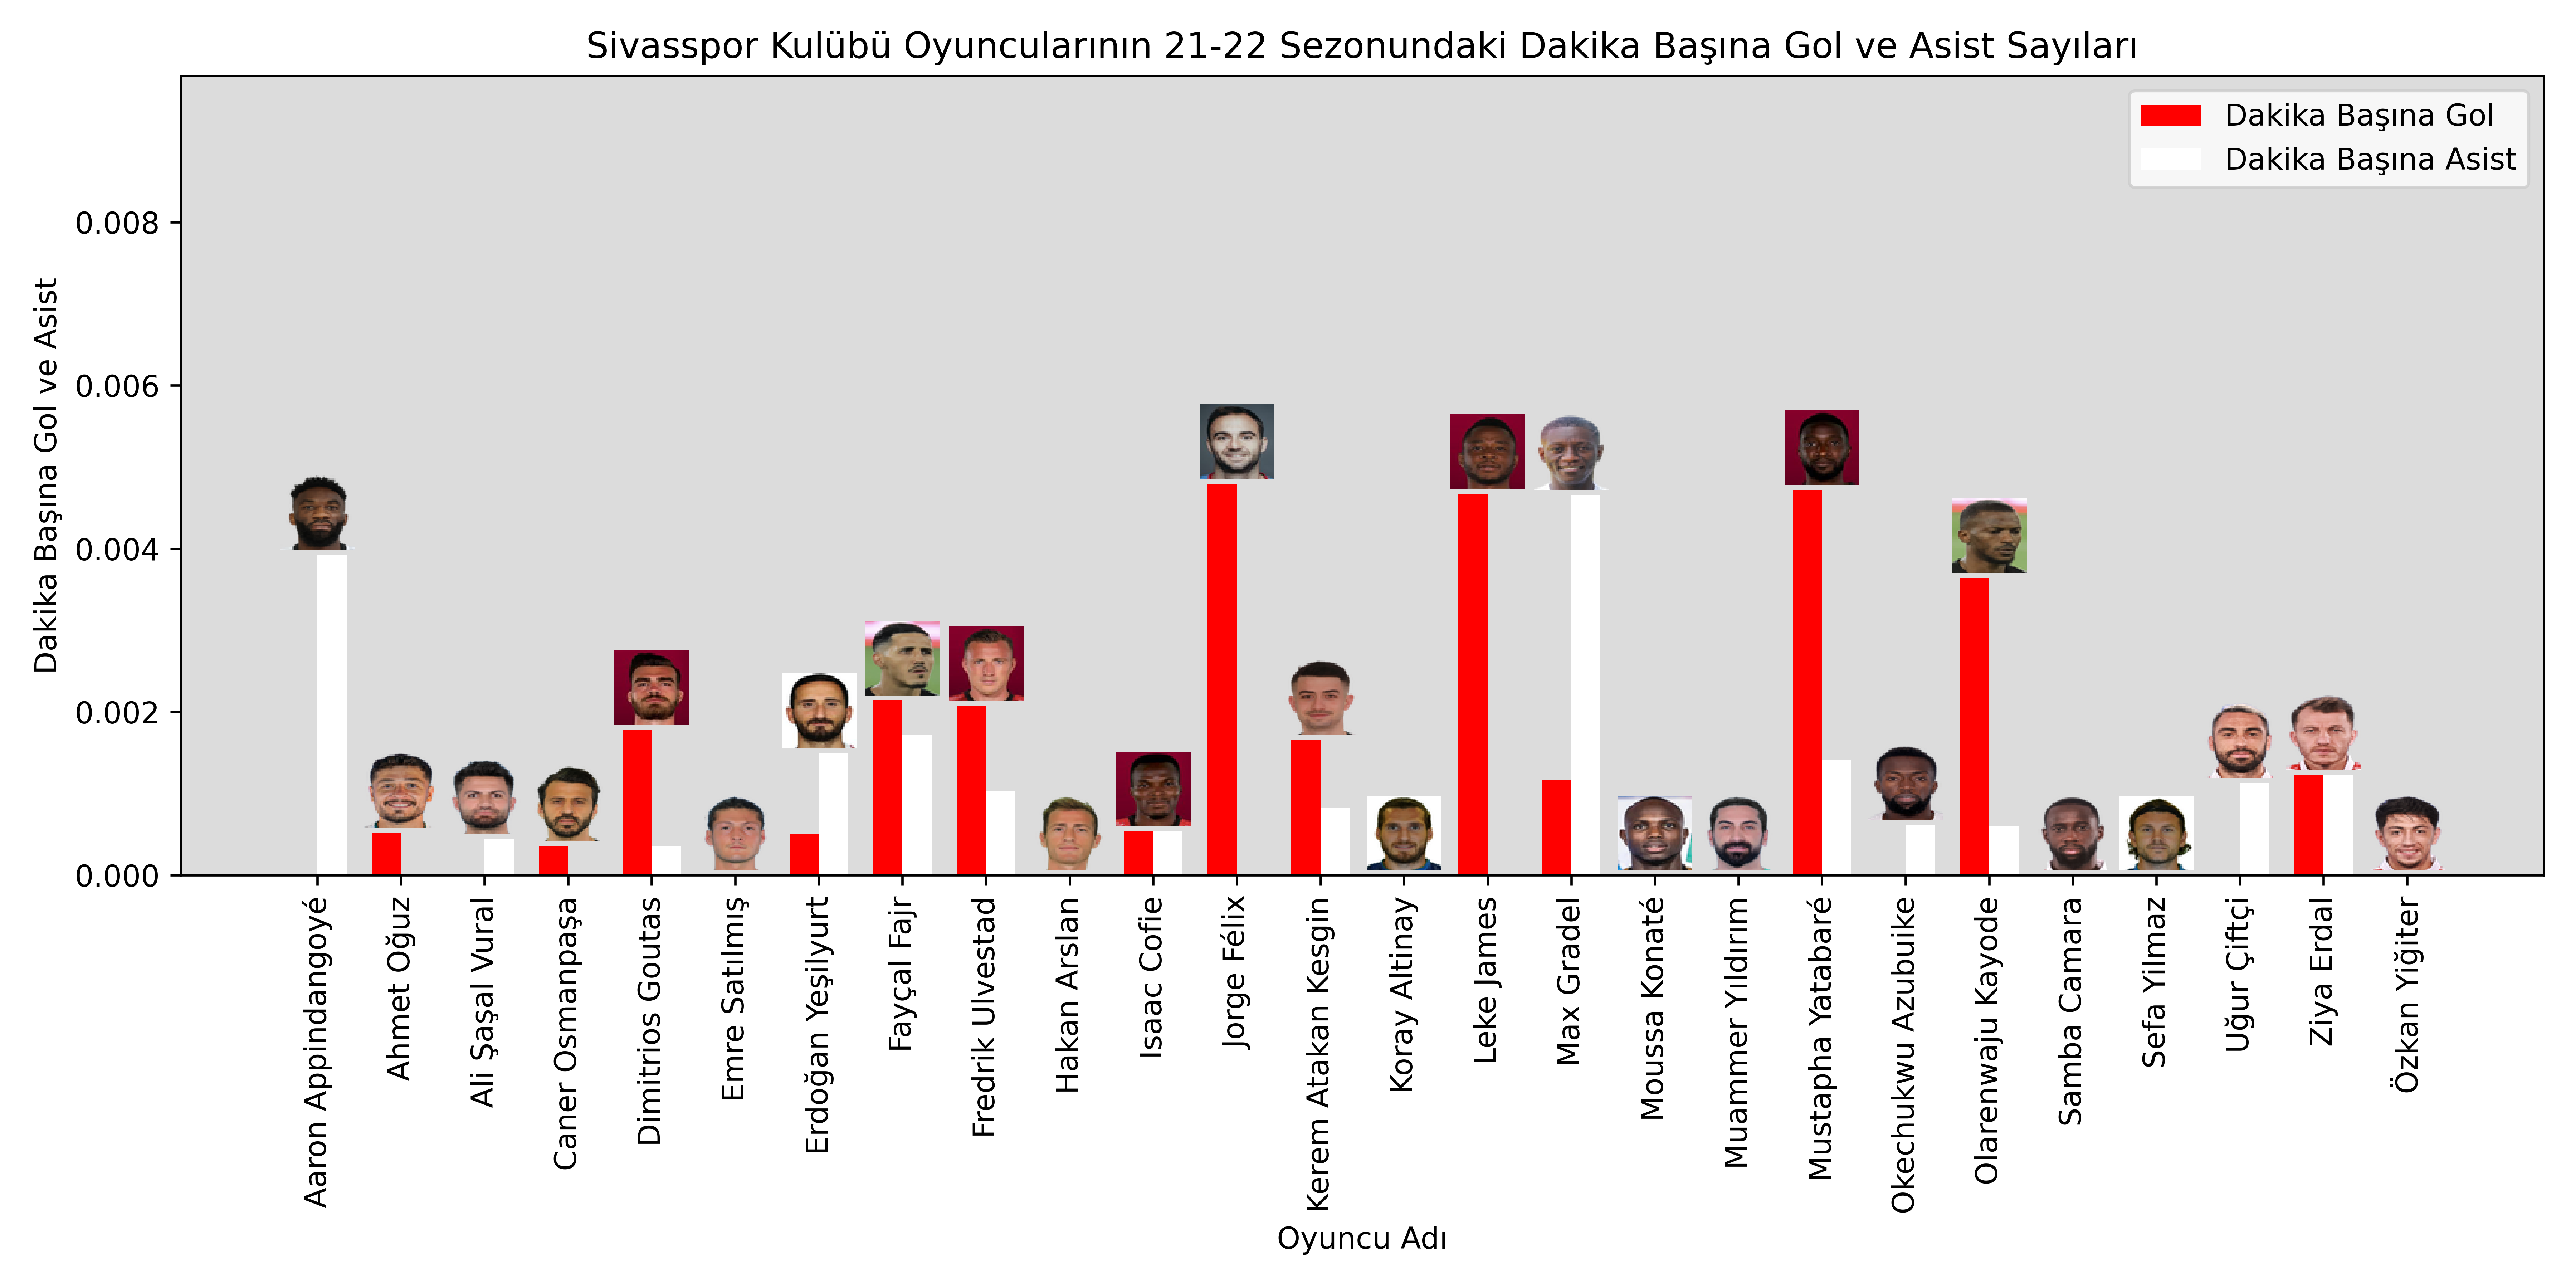 Sivasspor Kulübü Oyuncularının 21-22 Sezonundaki Dakika Başına Gol ve Asist Sayıları
Dakika Başına Gol
Dakika Başına Asist
Dakika Başına Gol ve Asist
0.008
0.006
0.004
0.002
0.000
Aaron Appindangoyé
Ahmet Oğuz
Ali Şaşal Vural
Caner Osmanpaşa
Dimitrios Goutas
Emre Satılmış
Erdoğan Yeşilyurt
Fayçal Fajr
Fredrik Ulvestad
Hakan Arslan
Isaac Cofie
Jorge Félix
Kerem Atakan Kesgin
Koray Altinay
Leke James
Max Gradel
Moussa Konaté
Muammer Yıldırım
Mustapha Yatabaré
Okechukwu Azubuike
Olarenwaju Kayode
Samba Camara
Sefa Yilmaz
Uğur Çiftçi
Ziya Erdal
Özkan Yiğiter
Oyuncu Adı